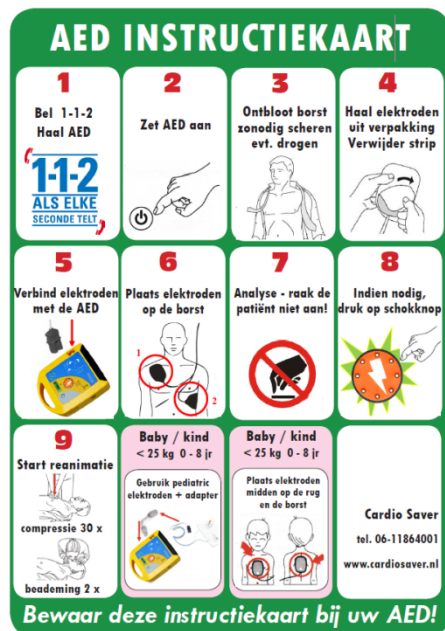 AED INSTRUCTIEKAART
1
Bel 1-1-2
Haal AED
1-1-2
ALS ELKE
SECONDE TELT
2
Zet AED aan
3
Ontbloot borst
zonodig scheren
evt. drogen
4
Haal elektroden
uit verpakking
Verwijder strip
5
Verbind elektroden
met de AED
6
Plaats elektroden
op de borst
1
2
7
Analyse - raak de
patiënt niet aan!
8
Indien nodig,
druk op schokknop
9
Start reanimatie
compressie 30 x
beademing 2 x
Baby / kind
< 25 kg 0 - 8 jr
Gebruik pediatric
elektroden + adapter
Baby / kind
< 25 kg 0 - 8 jr
Plaats elektroden
midden op de rug
en de borst
Cardio Saver
tel. 06-11864001
www.cardiosaver.nl
Bewaar deze instructiekaart bij uw AED!